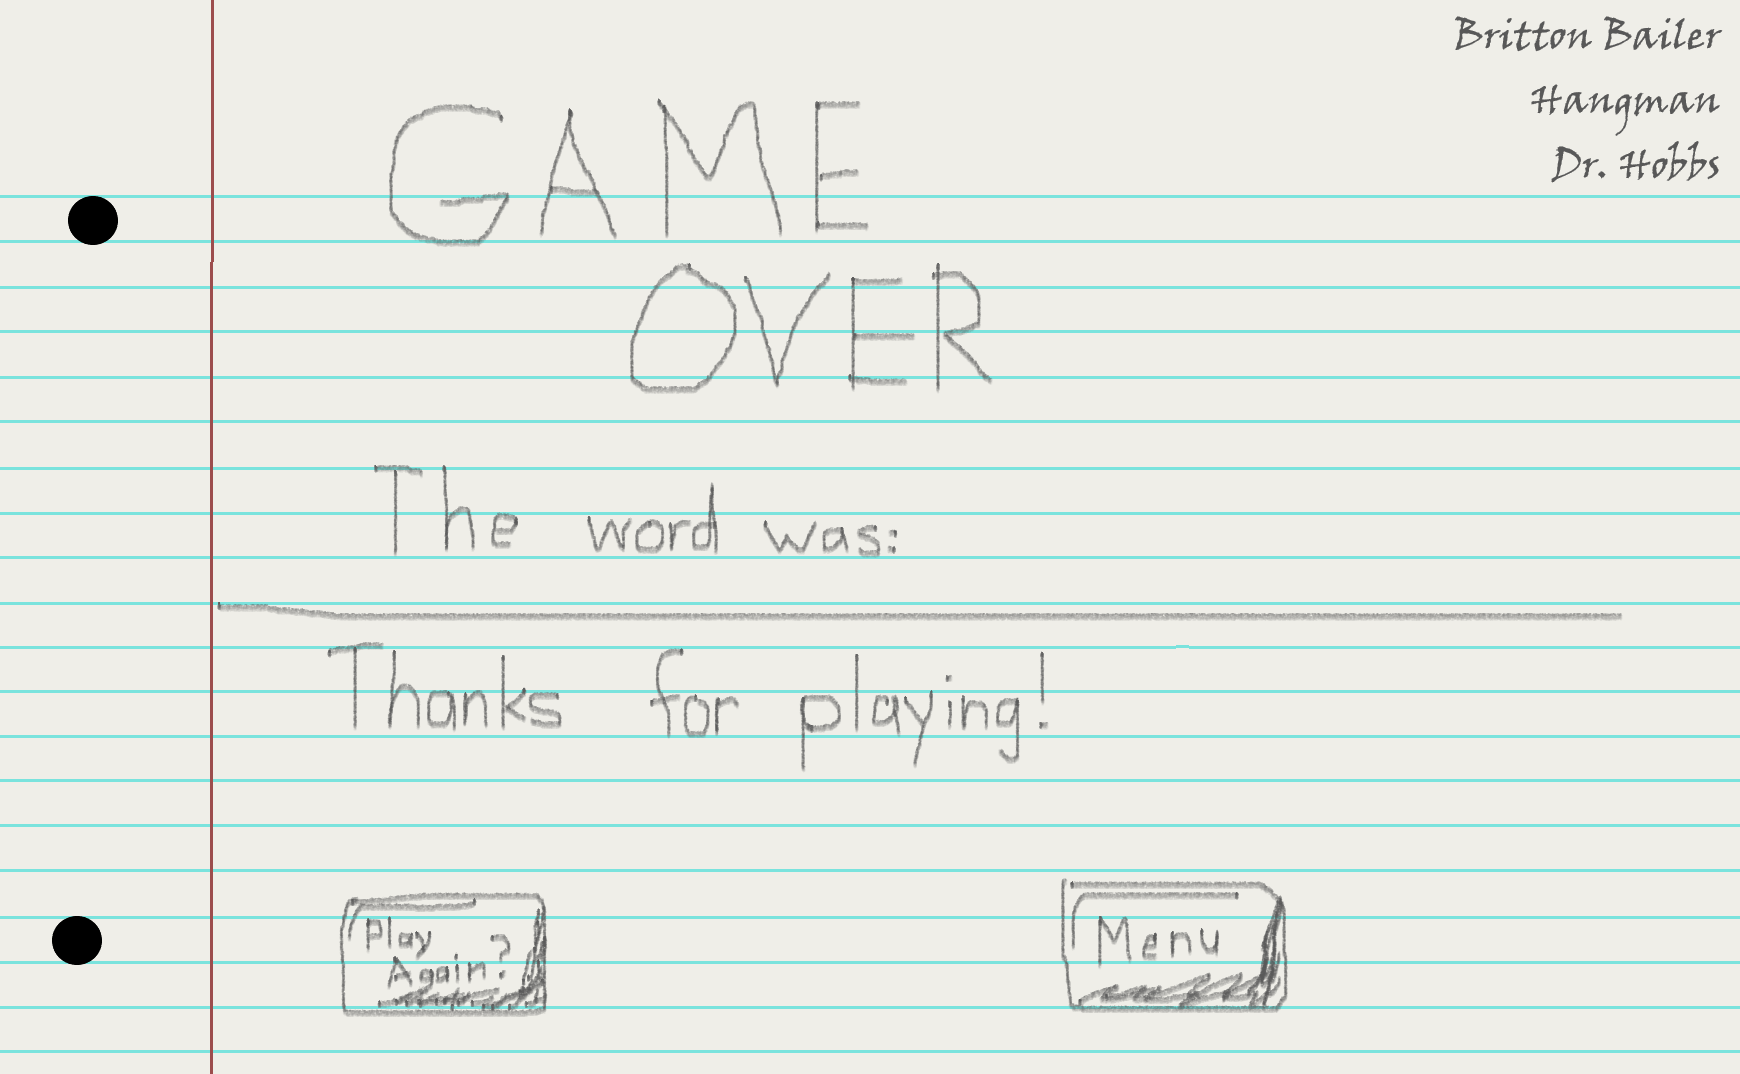 Britton Bailer
Hangman
Dr. Hobbs
GAME
OVER
The word was:
Thanks for playing!
Play
Again?
Menu